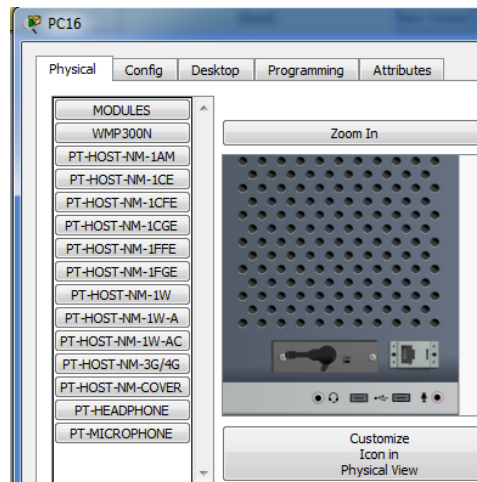 PC16
Physical
Config
Desktop
Programming
Attributes
MODULES
WMP300N
PT-HOST-NM-1AM
PT-HOST-NM-1CE
PT-HOST-NM-1CFE
PT-HOST-NM-1CGE
PT-HOST-NM-1FFE
PT-HOST-NM-1FGE
PT-HOST-NM-1W
PT-HOST-NM-1W-A
PT-HOST-NM-1W-AC
PT-HOST-NM-3G/4G
PT-HOST-NM-COVER
PT-HEADPHONE
PT-MICROPHONE
Zoom In
Customize
Icon in
Physical View